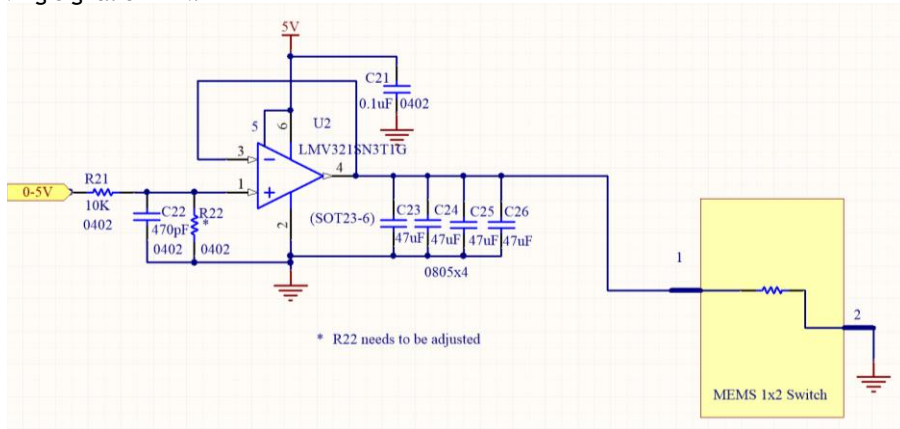 5V
C21
0.1uF 0402
5
6
U2
LMV321SN3T1G
3
4
0-5V
R21
10K
0402
1
C22
470pF
0402
R22
*
0402
2
(SOT23-6)
C23
47uF
C24
47uF
C25
47uF
C26
47uF
0805x4
1
2
* R22 needs to be adjusted
MEMS 1x2 Switch